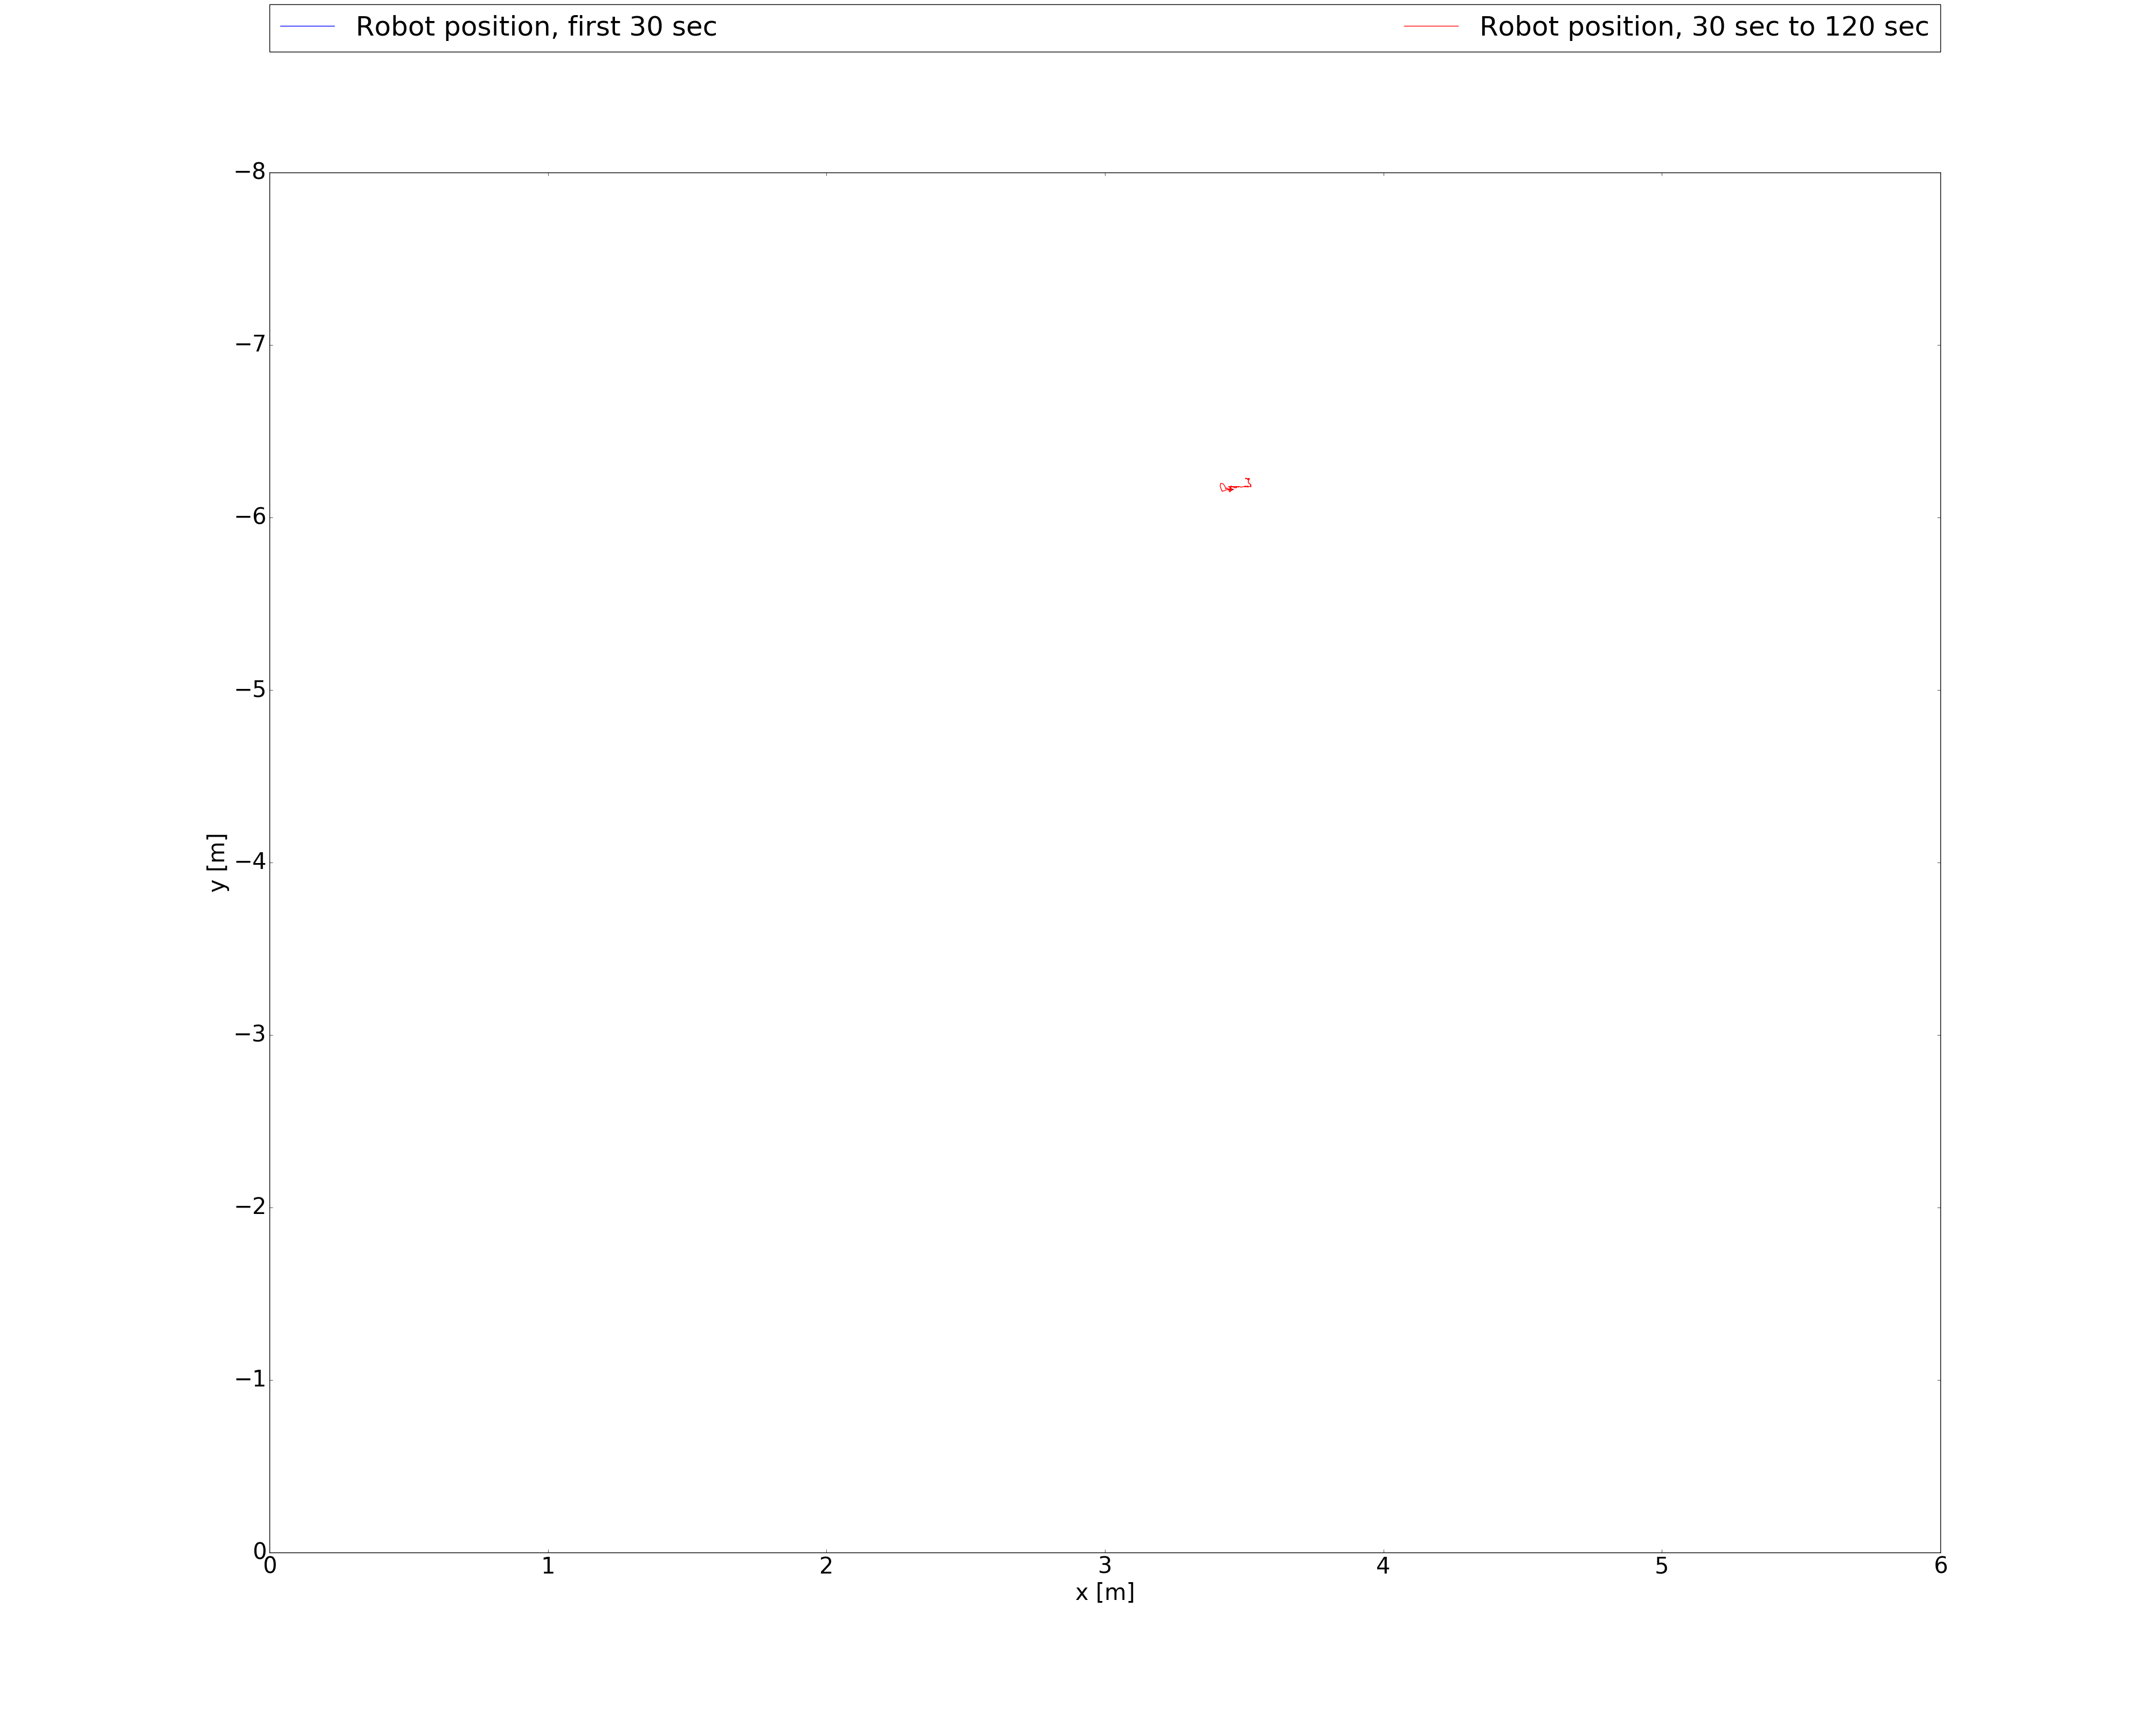 Robot position, first 30 sec
Robot position, 30 sec to 120 sec
−8
−7
−6
−5
−4
−3
−2
−1
0
y [m]
0 1 2 3 4 5 6
x [m]